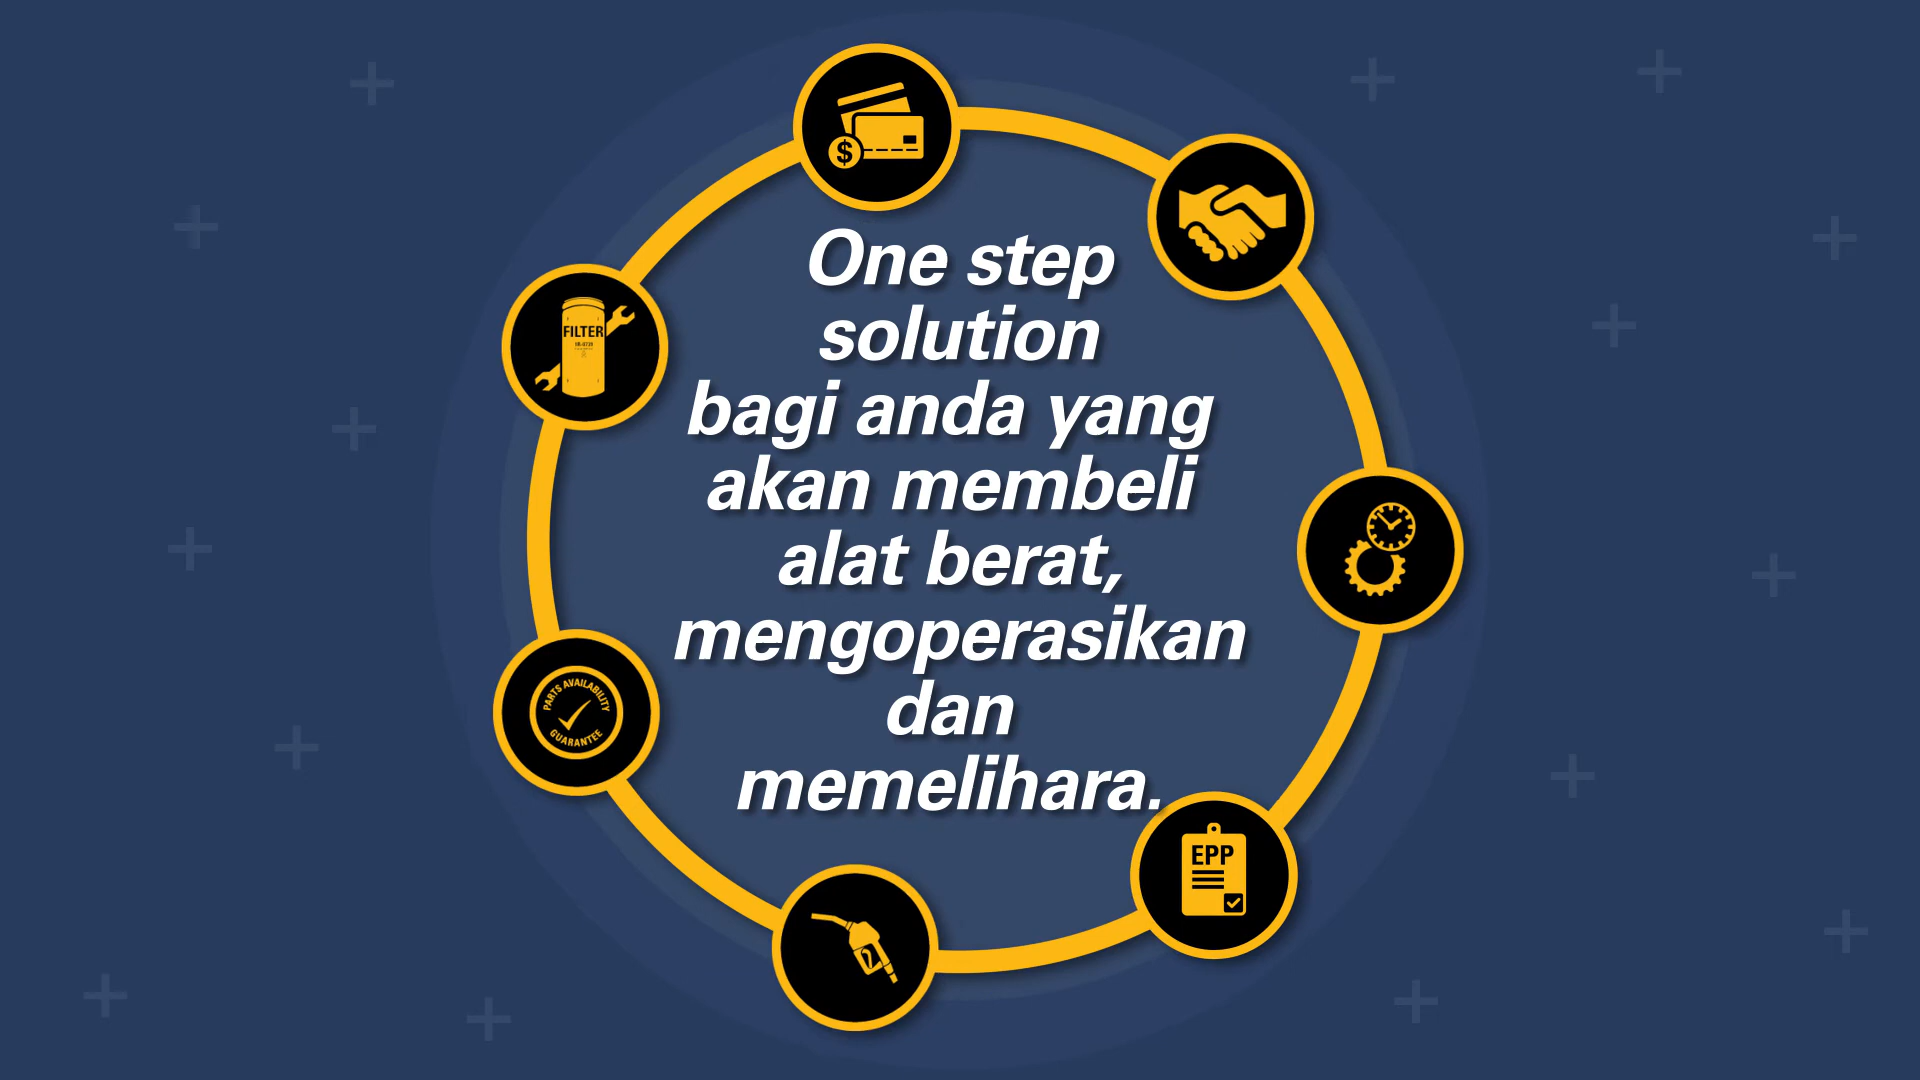 $
One step
solution
bagi anda yang
akan membeli
alat berat,
mengoperasikan
dan
memelihara.
FILTER
PARTS AVAILABILITY
GUARANTEE
EPP